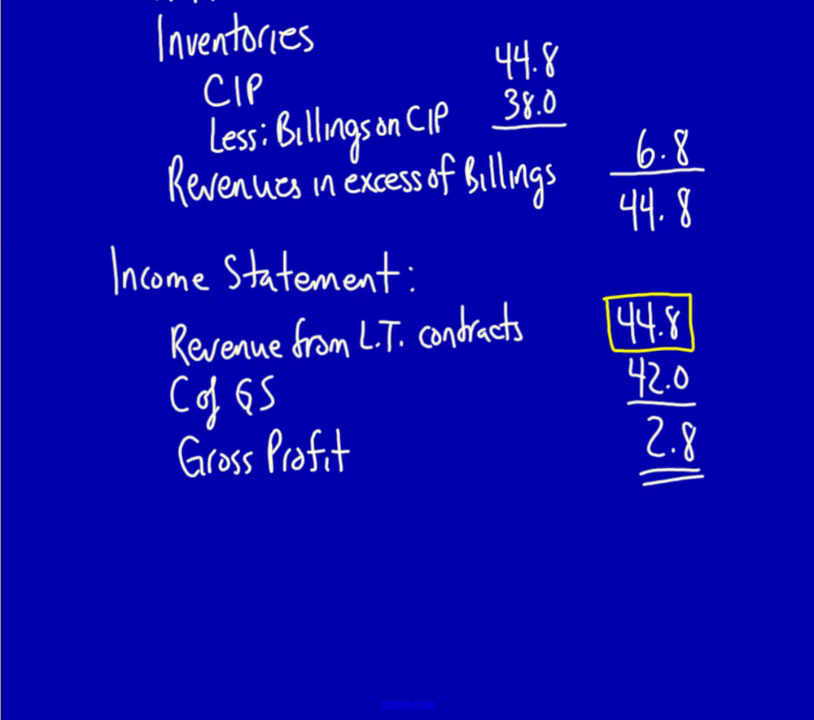 Inventories
CIP 44.8
Less: Billings on CIP 38.0
Revenues in excess of Billings 6.8
44.8
Income Statement:
Revenue from L.T. contracts 44.8
C of GS 42.0
Gross Profit 2.8